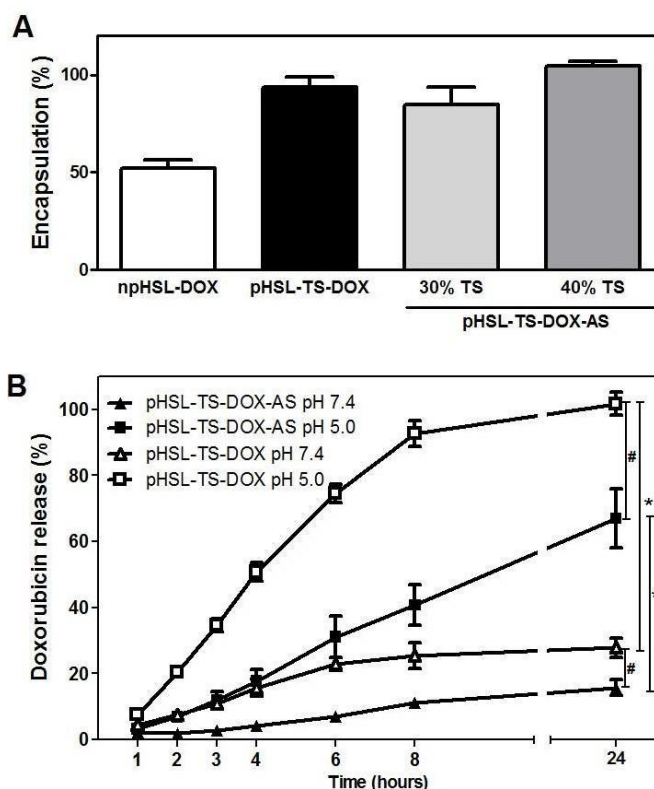 A
Encapsulation (%)
100
50
0
npHSL-DOX
pHSL-TS-DOX
30% TS
40% TS
pHSL-TS-DOX-AS
B
Doxorubicin release (%)
100
80
60
40
20
0
pHSL-TS-DOX-AS pH 7.4
pHSL-TS-DOX-AS pH 5.0
pHSL-TS-DOX pH 7.4
pHSL-TS-DOX pH 5.0
#
*
*
#
1 2 3 4 6 8 24
Time (hours)